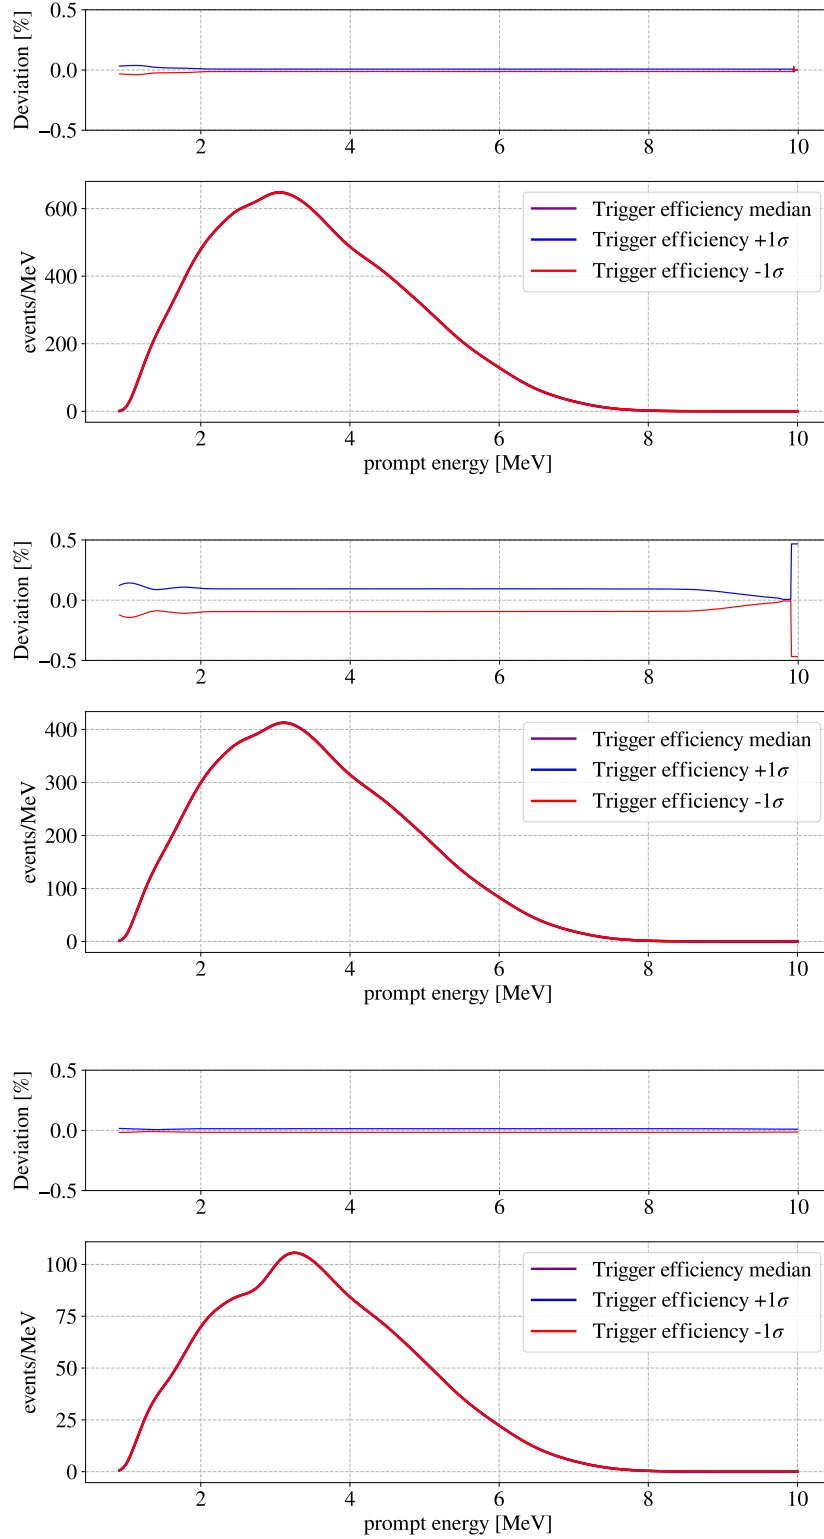 0.5
0.0
−0.5
Deviation [%]
2 4 6 8 10
600
400
200
0
events/MeV
Trigger efficiency median
Trigger efficiency +1σ
Trigger efficiency -1σ
2 4 6 8 10
prompt energy [MeV]
0.5
0.0
−0.5
Deviation [%]
2 4 6 8 10
400
300
200
100
0
events/MeV
Trigger efficiency median
Trigger efficiency +1σ
Trigger efficiency -1σ
2 4 6 8 10
prompt energy [MeV]
0.5
0.0
−0.5
Deviation [%]
2 4 6 8 10
100
75
50
25
0
events/MeV
Trigger efficiency median
Trigger efficiency +1σ
Trigger efficiency -1σ
2 4 6 8 10
prompt energy [MeV]